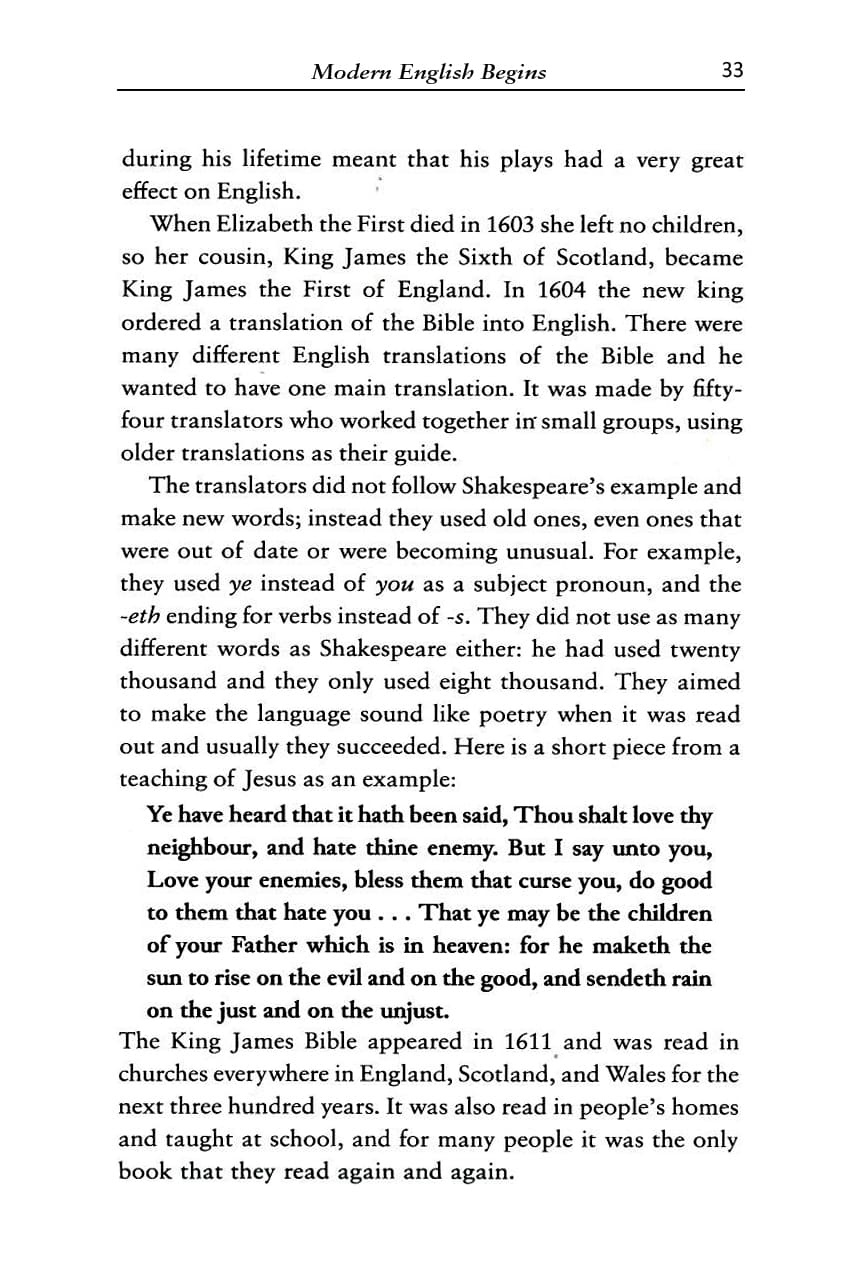 Modern English Begins 33
during his lifetime meant that his plays had a very great
effect on English.
When Elizabeth the First died in 1603 she left no children,
so her cousin, King James the Sixth of Scotland, became
King James the First of England. In 1604 the new king
ordered a translation of the Bible into English. There were
many different English translations of the Bible and he
wanted to have one main translation. It was made by fifty-
four translators who worked together in small groups, using
older translations as their guide.
The translators did not follow Shakespeare's example and
make new words; instead they used old ones, even ones that
were out of date or were becoming unusual. For example,
they used ye instead of you as a subject pronoun, and the
-eth ending for verbs instead of -s. They did not use as many
different words as Shakespeare either: he had used twenty
thousand and they only used eight thousand. They aimed
to make the language sound like poetry when it was read
out and usually they succeeded. Here is a short piece from a
teaching of Jesus as an example:
Ye have heard that it hath been said, Thou shalt love thy
neighbour, and hate thine enemy. But I say unto you,
Love your enemies, bless them that curse you, do good
to them that hate you . . . That ye may be the children
of your Father which is in heaven: for he maketh the
sun to rise on the evil and on the good, and sendeth rain
on the just and on the unjust.
The King James Bible appeared in 1611 and was read in
churches everywhere in England, Scotland, and Wales for the
next three hundred years. It was also read in people's homes
and taught at school, and for many people it was the only
book that they read again and again.